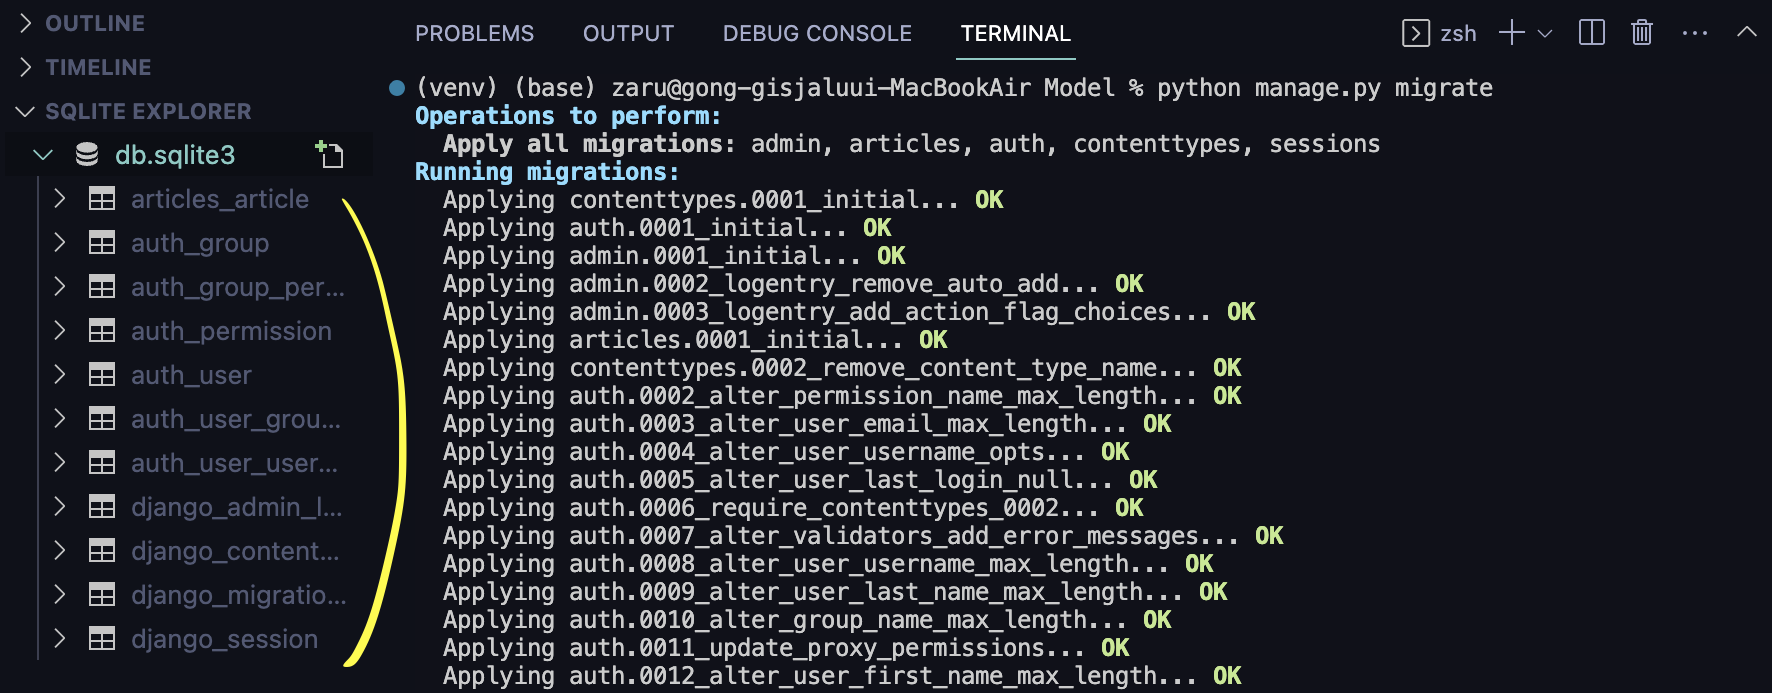 OUTLINE
TIMELINE
SQLITE EXPLORER
db.sqlite3
articles_article
auth_group
auth_group_per...
auth_permission
auth_user
auth_user_grou...
auth_user_user...
django_admin_l...
django_content...
django_migratio...
django_session
PROBLEMS OUTPUT DEBUG CONSOLE TERMINAL zsh
(venv) (base) zaru@gong-gisjaluui-MacBookAir Model % python manage.py migrate
Operations to perform:
Apply all migrations: admin, articles, auth, contenttypes, sessions
Running migrations:
Applying contenttypes.0001_initial... OK
Applying auth.0001_initial... OK
Applying admin.0001_initial... OK
Applying admin.0002_logentry_remove_auto_add... OK
Applying admin.0003_logentry_add_action_flag_choices... OK
Applying articles.0001_initial... OK
Applying contenttypes.0002_remove_content_type_name... OK
Applying auth.0002_alter_permission_name_max_length... OK
Applying auth.0003_alter_user_email_max_length... OK
Applying auth.0004_alter_user_username_opts... OK
Applying auth.0005_alter_user_last_login_null... OK
Applying auth.0006_require_contenttypes_0002... OK
Applying auth.0007_alter_validators_add_error_messages... OK
Applying auth.0008_alter_user_username_max_length... OK
Applying auth.0009_alter_user_last_name_max_length... OK
Applying auth.0010_alter_group_name_max_length... OK
Applying auth.0011_update_proxy_permissions... OK
Applying auth.0012_alter_user_first_name_max_length... OK